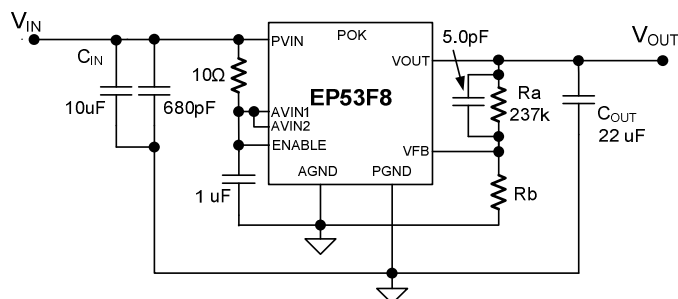 VIN
CIN
10uF
680pF
10Ω
1 uF
PVIN
POK
VOUT
EP53F8
AVIN1
AVIN2
ENABLE
VFB
AGND
PGND
5.0pF
Ra
237k
Rb
VOUT
COUT
22 uF